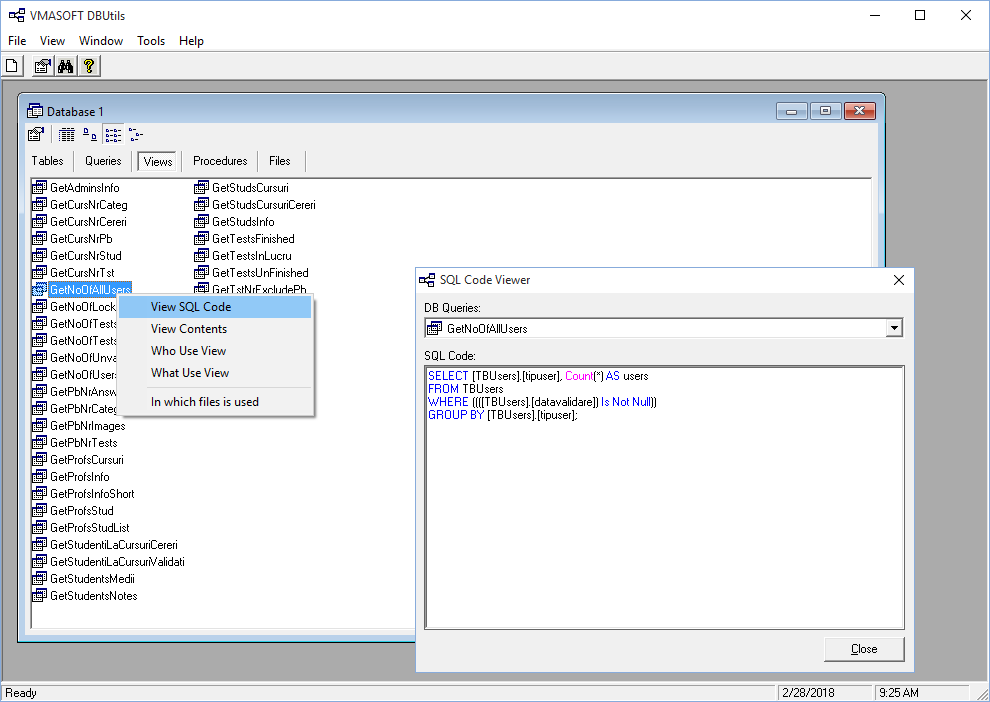 VMASOFT DBUtils
File View Window Tools Help
Database 1
Tables Queries Views Procedures Files
GetAdminsInfo
GetCursNrCateg
GetCursNrCereri
GetCursNrPb
GetCursNrStud
GetCursNrTst
GetNoOfAllUsers
GetNoOfLock
GetNoOfTests
GetNoOfTests
GetNoOfUnva
GetNoOfUsers
GetPbNrAnsw
GetPbNrCateg
GetPbNrImages
GetPbNrTests
GetProfsCursuri
GetProfsInfo
GetProfsInfoShort
GetProfsStud
GetProfsStudList
GetStudentiLaCursuriCereri
GetStudentiLaCursuriValidati
GetStudentsMedii
GetStudentsNotes
GetStudsCursuri
GetStudsCursuriCereri
GetStudsInfo
GetTestsFinished
GetTestsInLucru
GetTestsUnFinished
GetTstNrExcludePb
View SQL Code
View Contents
Who Use View
What Use View
In which files is used
SQL Code Viewer
DB Queries:
GetNoOfAllUsers
SQL Code:
SELECT [TBUsers].[tipuser], Count(*) AS users
FROM TBUsers
WHERE ((([TBUsers].[datavalidare]) Is Not Null))
GROUP BY [TBUsers].[tipuser];
Close
Ready 2/28/2018 9:25 AM